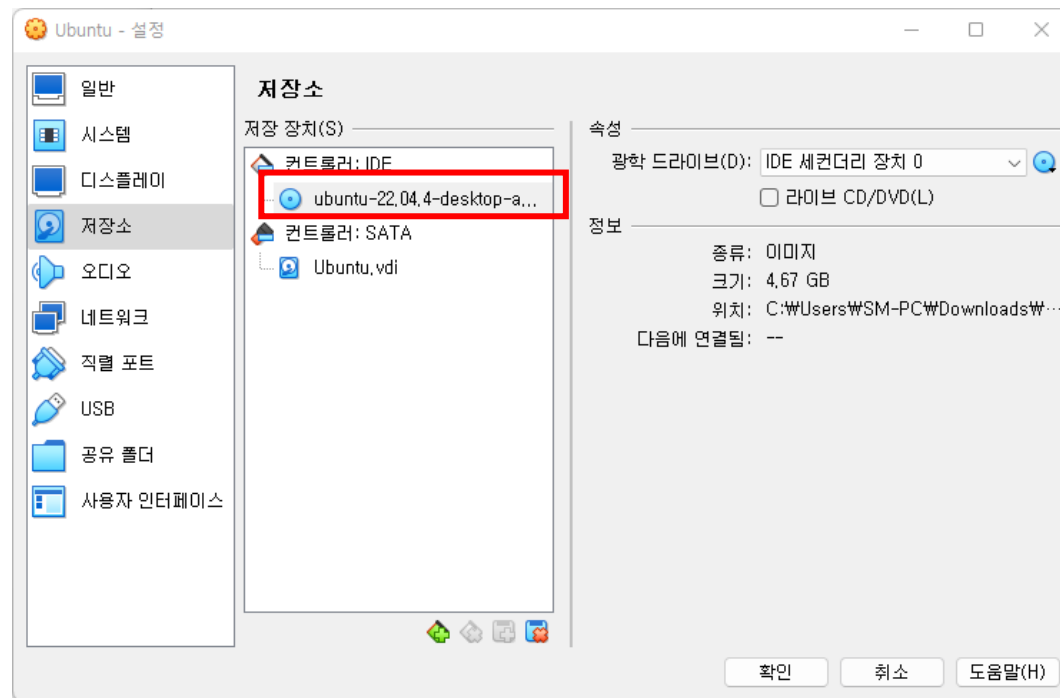 Ubuntu - 설정
일반
시스템
디스플레이
저장소
오디오
네트워크
직렬 포트
USB
공유 폴더
사용자 인터페이스
저장소
저장 장치(S)
컨트롤러: IDE
ubuntu-22.04.4-desktop-a...
컨트롤러: SATA
Ubuntu.vdi
속성
광학 드라이브(D): IDE 세컨더리 장치 0
라이브 CD/DVD(L)
정보
종류: 이미지
크기: 4.67 GB
위치: C:₩Users₩SM-PC₩Downloads₩...
다음에 연결됨: --
확인 취소 도움말(H)